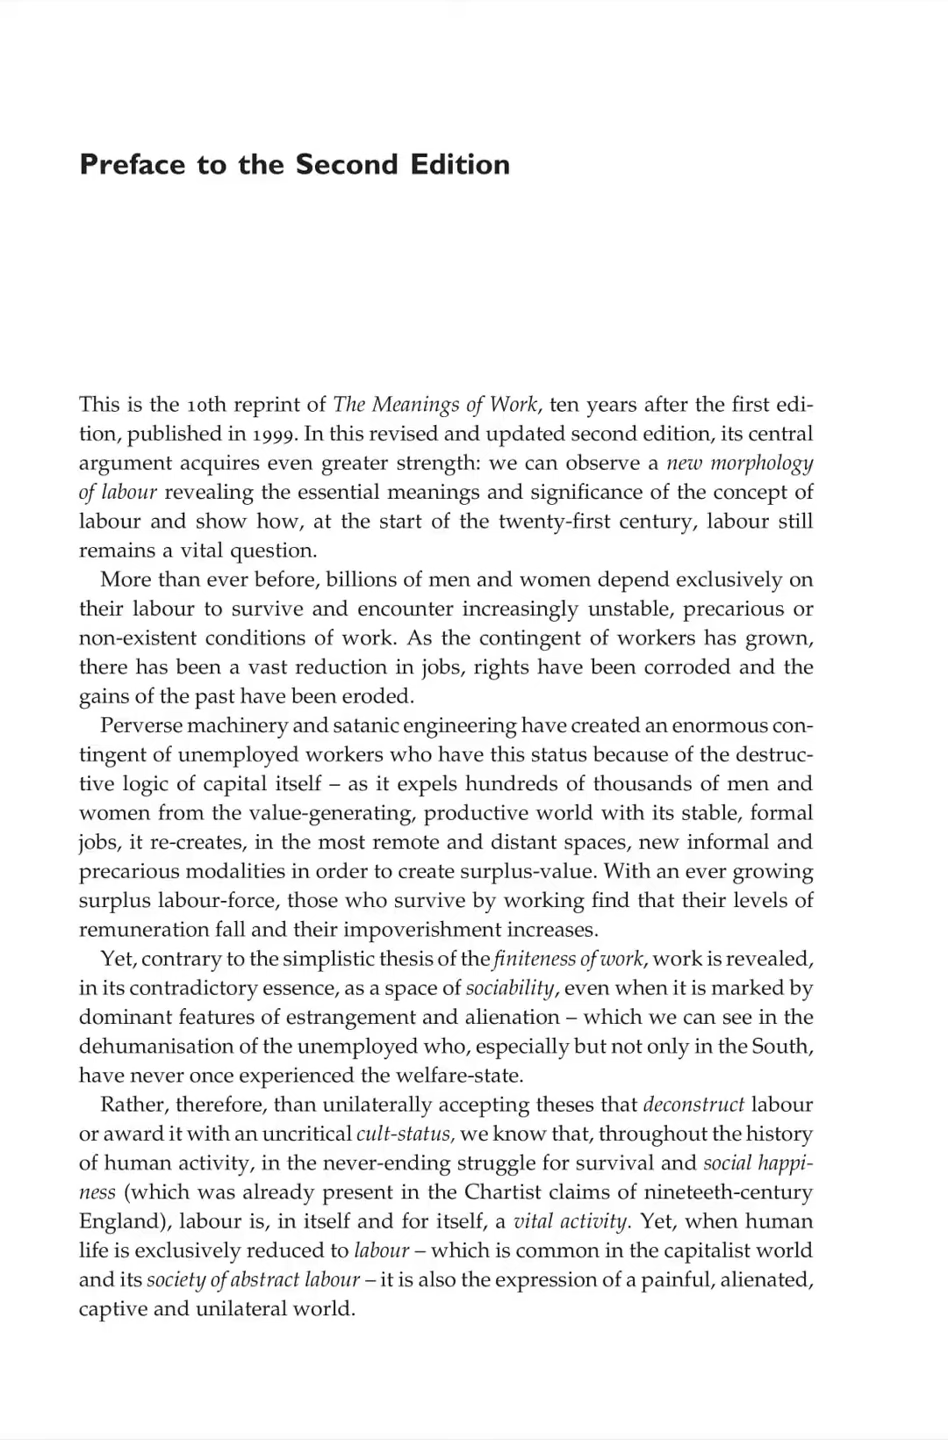 Preface to the Second Edition
This is the 10th reprint of The Meanings of Work, ten years after the first edi-
tion, published in 1999. In this revised and updated second edition, its central
argument acquires even greater strength: we can observe a new morphology
of labour revealing the essential meanings and significance of the concept of
labour and show how, at the start of the twenty-first century, labour still
remains a vital question.
More than ever before, billions of men and women depend exclusively on
their labour to survive and encounter increasingly unstable, precarious or
non-existent conditions of work. As the contingent of workers has grown,
there has been a vast reduction in jobs, rights have been corroded and the
gains of the past have been eroded.
Perverse machinery and satanic engineering have created an enormous con-
tingent of unemployed workers who have this status because of the destruc-
tive logic of capital itself – as it expels hundreds of thousands of men and
women from the value-generating, productive world with its stable, formal
jobs, it re-creates, in the most remote and distant spaces, new informal and
precarious modalities in order to create surplus-value. With an ever growing
surplus labour-force, those who survive by working find that their levels of
remuneration fall and their impoverishment increases.
Yet, contrary to the simplistic thesis of the finiteness of work, work is revealed,
in its contradictory essence, as a space of sociability, even when it is marked by
dominant features of estrangement and alienation – which we can see in the
dehumanisation of the unemployed who, especially but not only in the South,
have never once experienced the welfare-state.
Rather, therefore, than unilaterally accepting theses that deconstruct labour
or award it with an uncritical cult-status, we know that, throughout the history
of human activity, in the never-ending struggle for survival and social happi-
ness (which was already present in the Chartist claims of nineteeth-century
England), labour is, in itself and for itself, a vital activity. Yet, when human
life is exclusively reduced to labour – which is common in the capitalist world
and its society of abstract labour – it is also the expression of a painful, alienated,
captive and unilateral world.